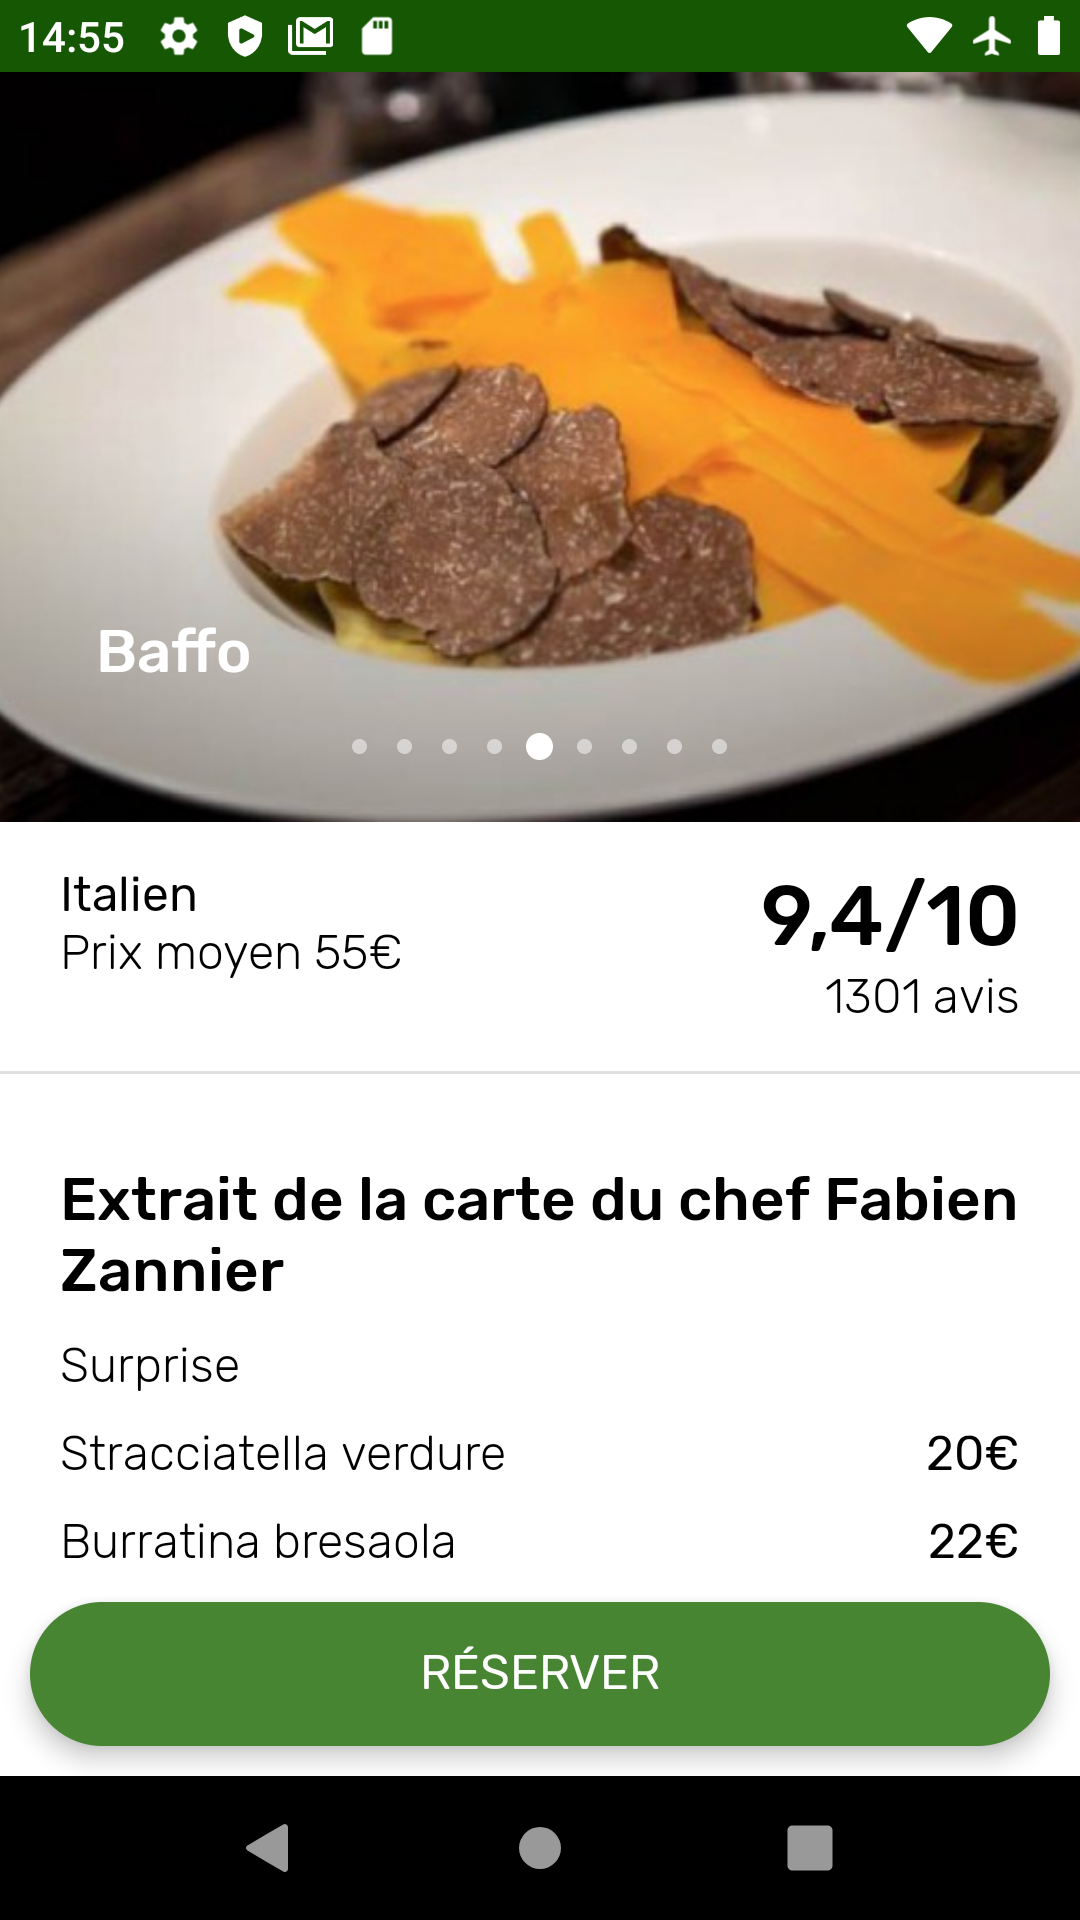 14:55
Baffo
Italien
Prix moyen 55€
9,4/10
1301 avis
Extrait de la carte du chef Fabien
Zannier
Surprise
Stracciatella verdure 20€
Burratina bresaola 22€
RÉSERVER